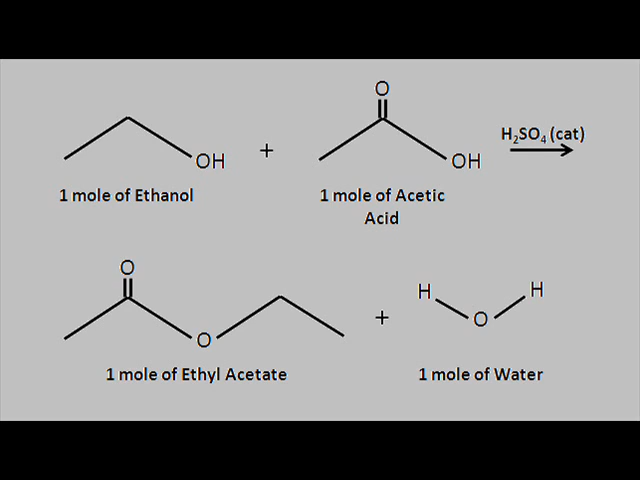 O
H₂SO₄ (cat)
OH + OH
1 mole of Ethanol 1 mole of Acetic
Acid
O
H H
O + O
1 mole of Ethyl Acetate 1 mole of Water